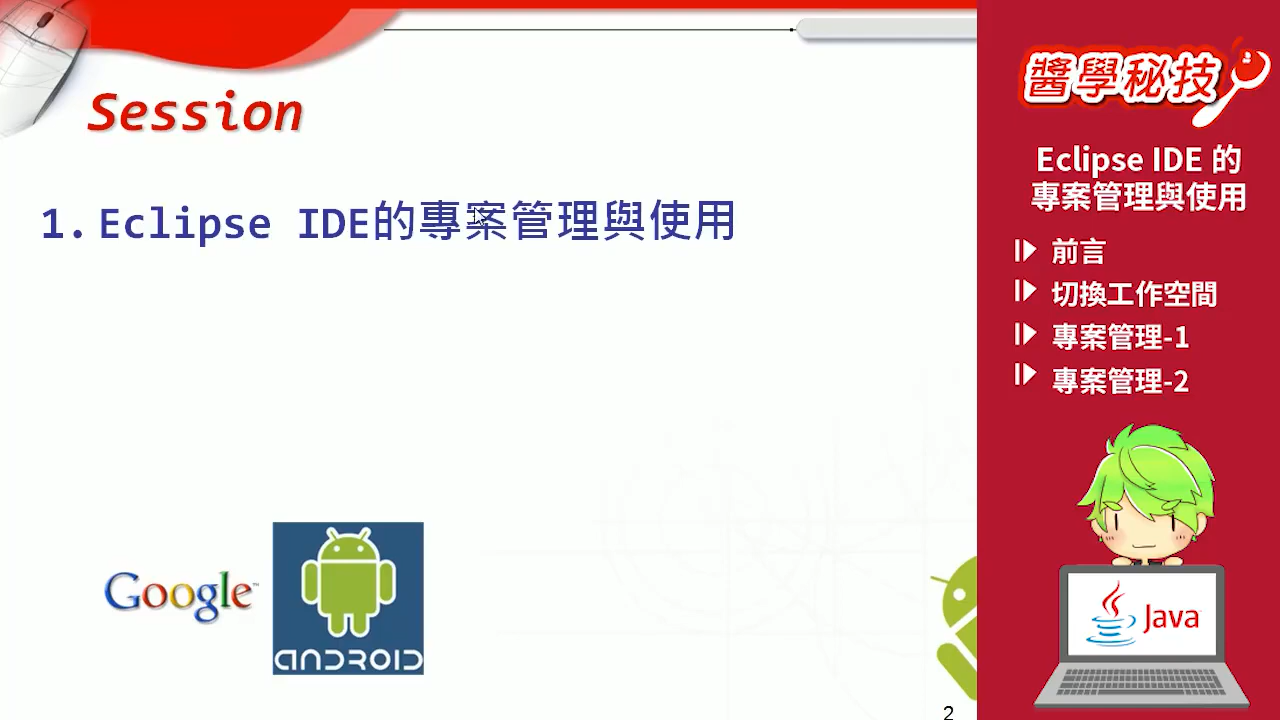 Session
1. Eclipse IDE的專案管理與使用
Google™
ANDROID
2
醬學秘技
Eclipse IDE 的
專案管理與使用
前言
切換工作空間
專案管理-1
專案管理-2
Java